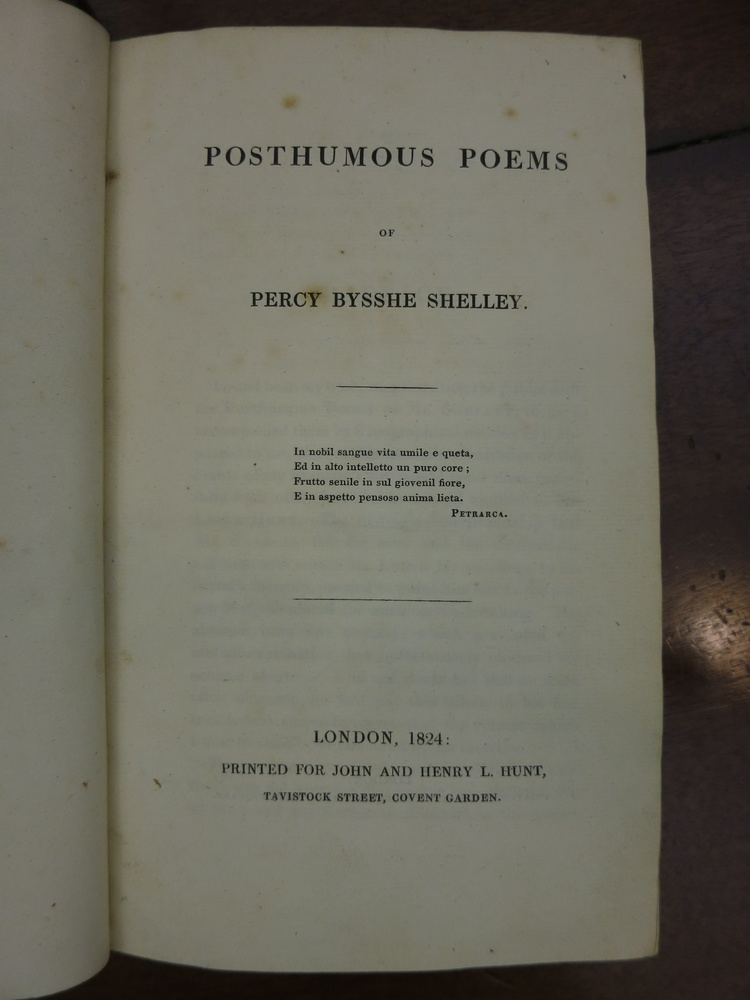 POSTHUMOUS POEMS
OF
PERCY BYSSHE SHELLEY.
In nobil sangue vita umile e queta,
Ed in alto intelletto un puro core ;
Frutto senile in sul giovenil fiore,
E in aspetto pensoso anima lieta.
PETRARCA.
LONDON, 1824:
PRINTED FOR JOHN AND HENRY L. HUNT,
TAVISTOCK STREET, COVENT GARDEN.